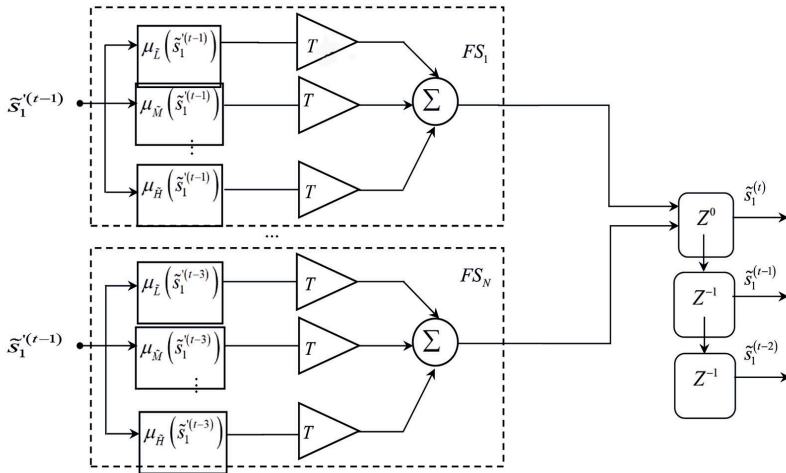 μ_L̃(s̃₁'⁽ᵗ⁻¹⁾) T FS₁
s̃₁'⁽ᵗ⁻¹⁾ μ_M̃(s̃₁'⁽ᵗ⁻¹⁾) T Σ
⋮
μ_H̃(s̃₁'⁽ᵗ⁻¹⁾) T
s̃₁⁽ᵗ⁾
Z⁰
...
μ_L̃(s̃₁'⁽ᵗ⁻³⁾) T FS_N
s̃₁⁽ᵗ⁻¹⁾
Z⁻¹
s̃₁'⁽ᵗ⁻¹⁾ μ_M̃(s̃₁'⁽ᵗ⁻³⁾) T Σ
s̃₁⁽ᵗ⁻²⁾
Z⁻¹
⋮
μ_H̃(s̃₁'⁽ᵗ⁻³⁾) T